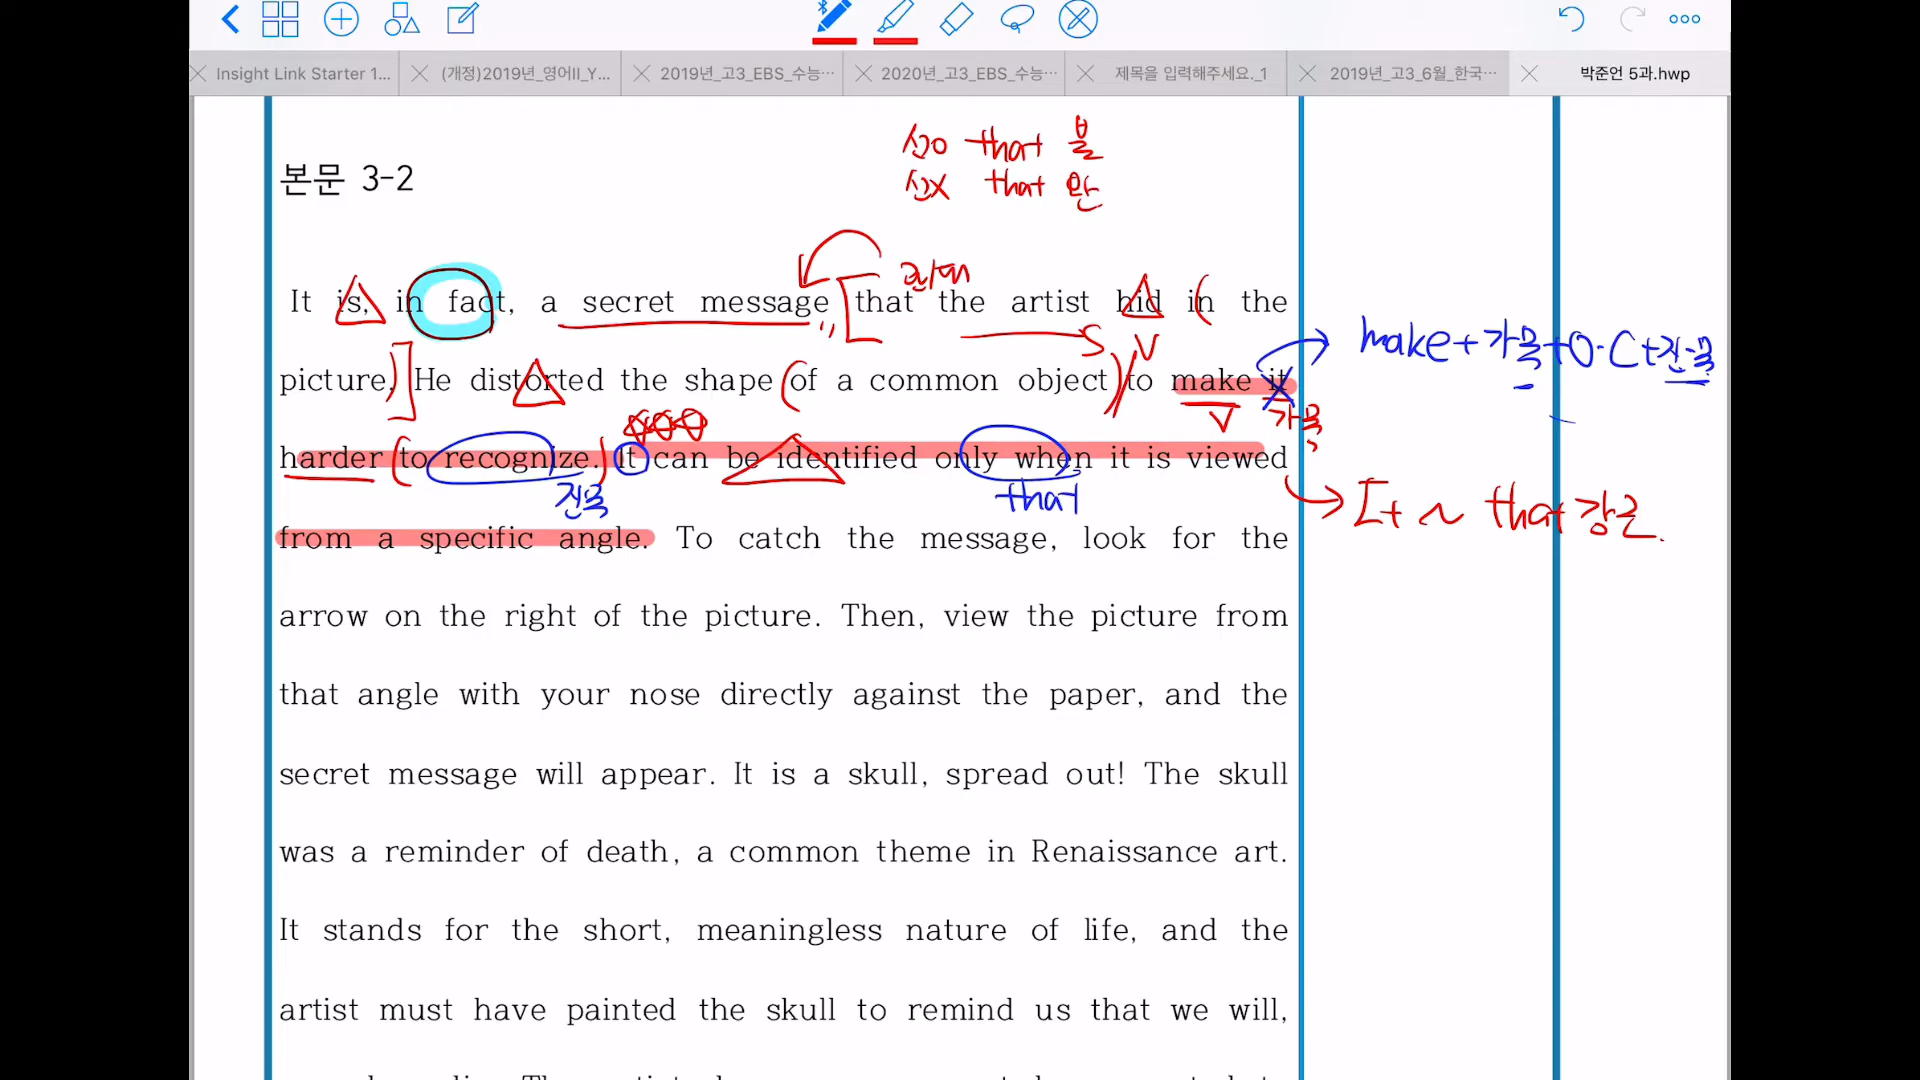 Insight Link Starter 1...
(개정)2019년_영어II_Y...
2019년_고3_EBS_수능...
2020년_고3_EBS_수능...
제목을 입력해주세요._1
2019년_고3_6월_한국...
박준언 5과.hwp
선O that 불
선X that 완
본문 3-2
관대
It is, in fact, a secret message that the artist hid in the
S V
make+가목+O·C+진·목
picture. He distorted the shape of a common object to make it
V 가목
harder to recognize. It can be identified only when it is viewed
진목 that
It ~ that 강조.
from a specific angle. To catch the message, look for the
arrow on the right of the picture. Then, view the picture from
that angle with your nose directly against the paper, and the
secret message will appear. It is a skull, spread out! The skull
was a reminder of death, a common theme in Renaissance art.
It stands for the short, meaningless nature of life, and the
artist must have painted the skull to remind us that we will,